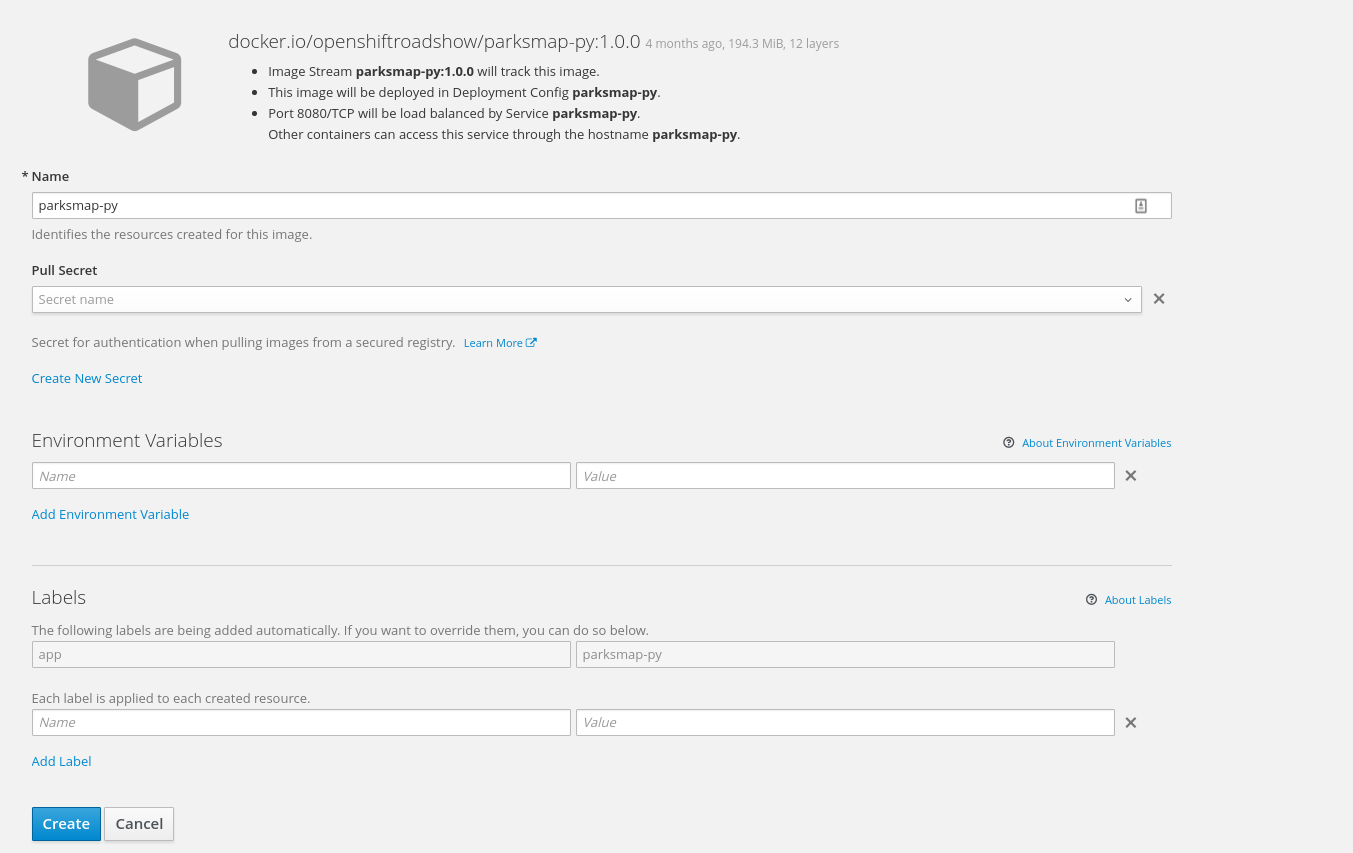 docker.io/openshiftroadshow/parksmap-py:1.0.0 4 months ago, 194.3 MiB, 12 layers
Image Stream parksmap-py:1.0.0 will track this image.
This image will be deployed in Deployment Config parksmap-py.
Port 8080/TCP will be load balanced by Service parksmap-py.
Other containers can access this service through the hostname parksmap-py.
* Name
parksmap-py
Identifies the resources created for this image.
Pull Secret
Secret name
Secret for authentication when pulling images from a secured registry. Learn More
Create New Secret
Environment Variables About Environment Variables
Name Value
Add Environment Variable
Labels About Labels
The following labels are being added automatically. If you want to override them, you can do so below.
app parksmap-py
Each label is applied to each created resource.
Name Value
Add Label
Create Cancel